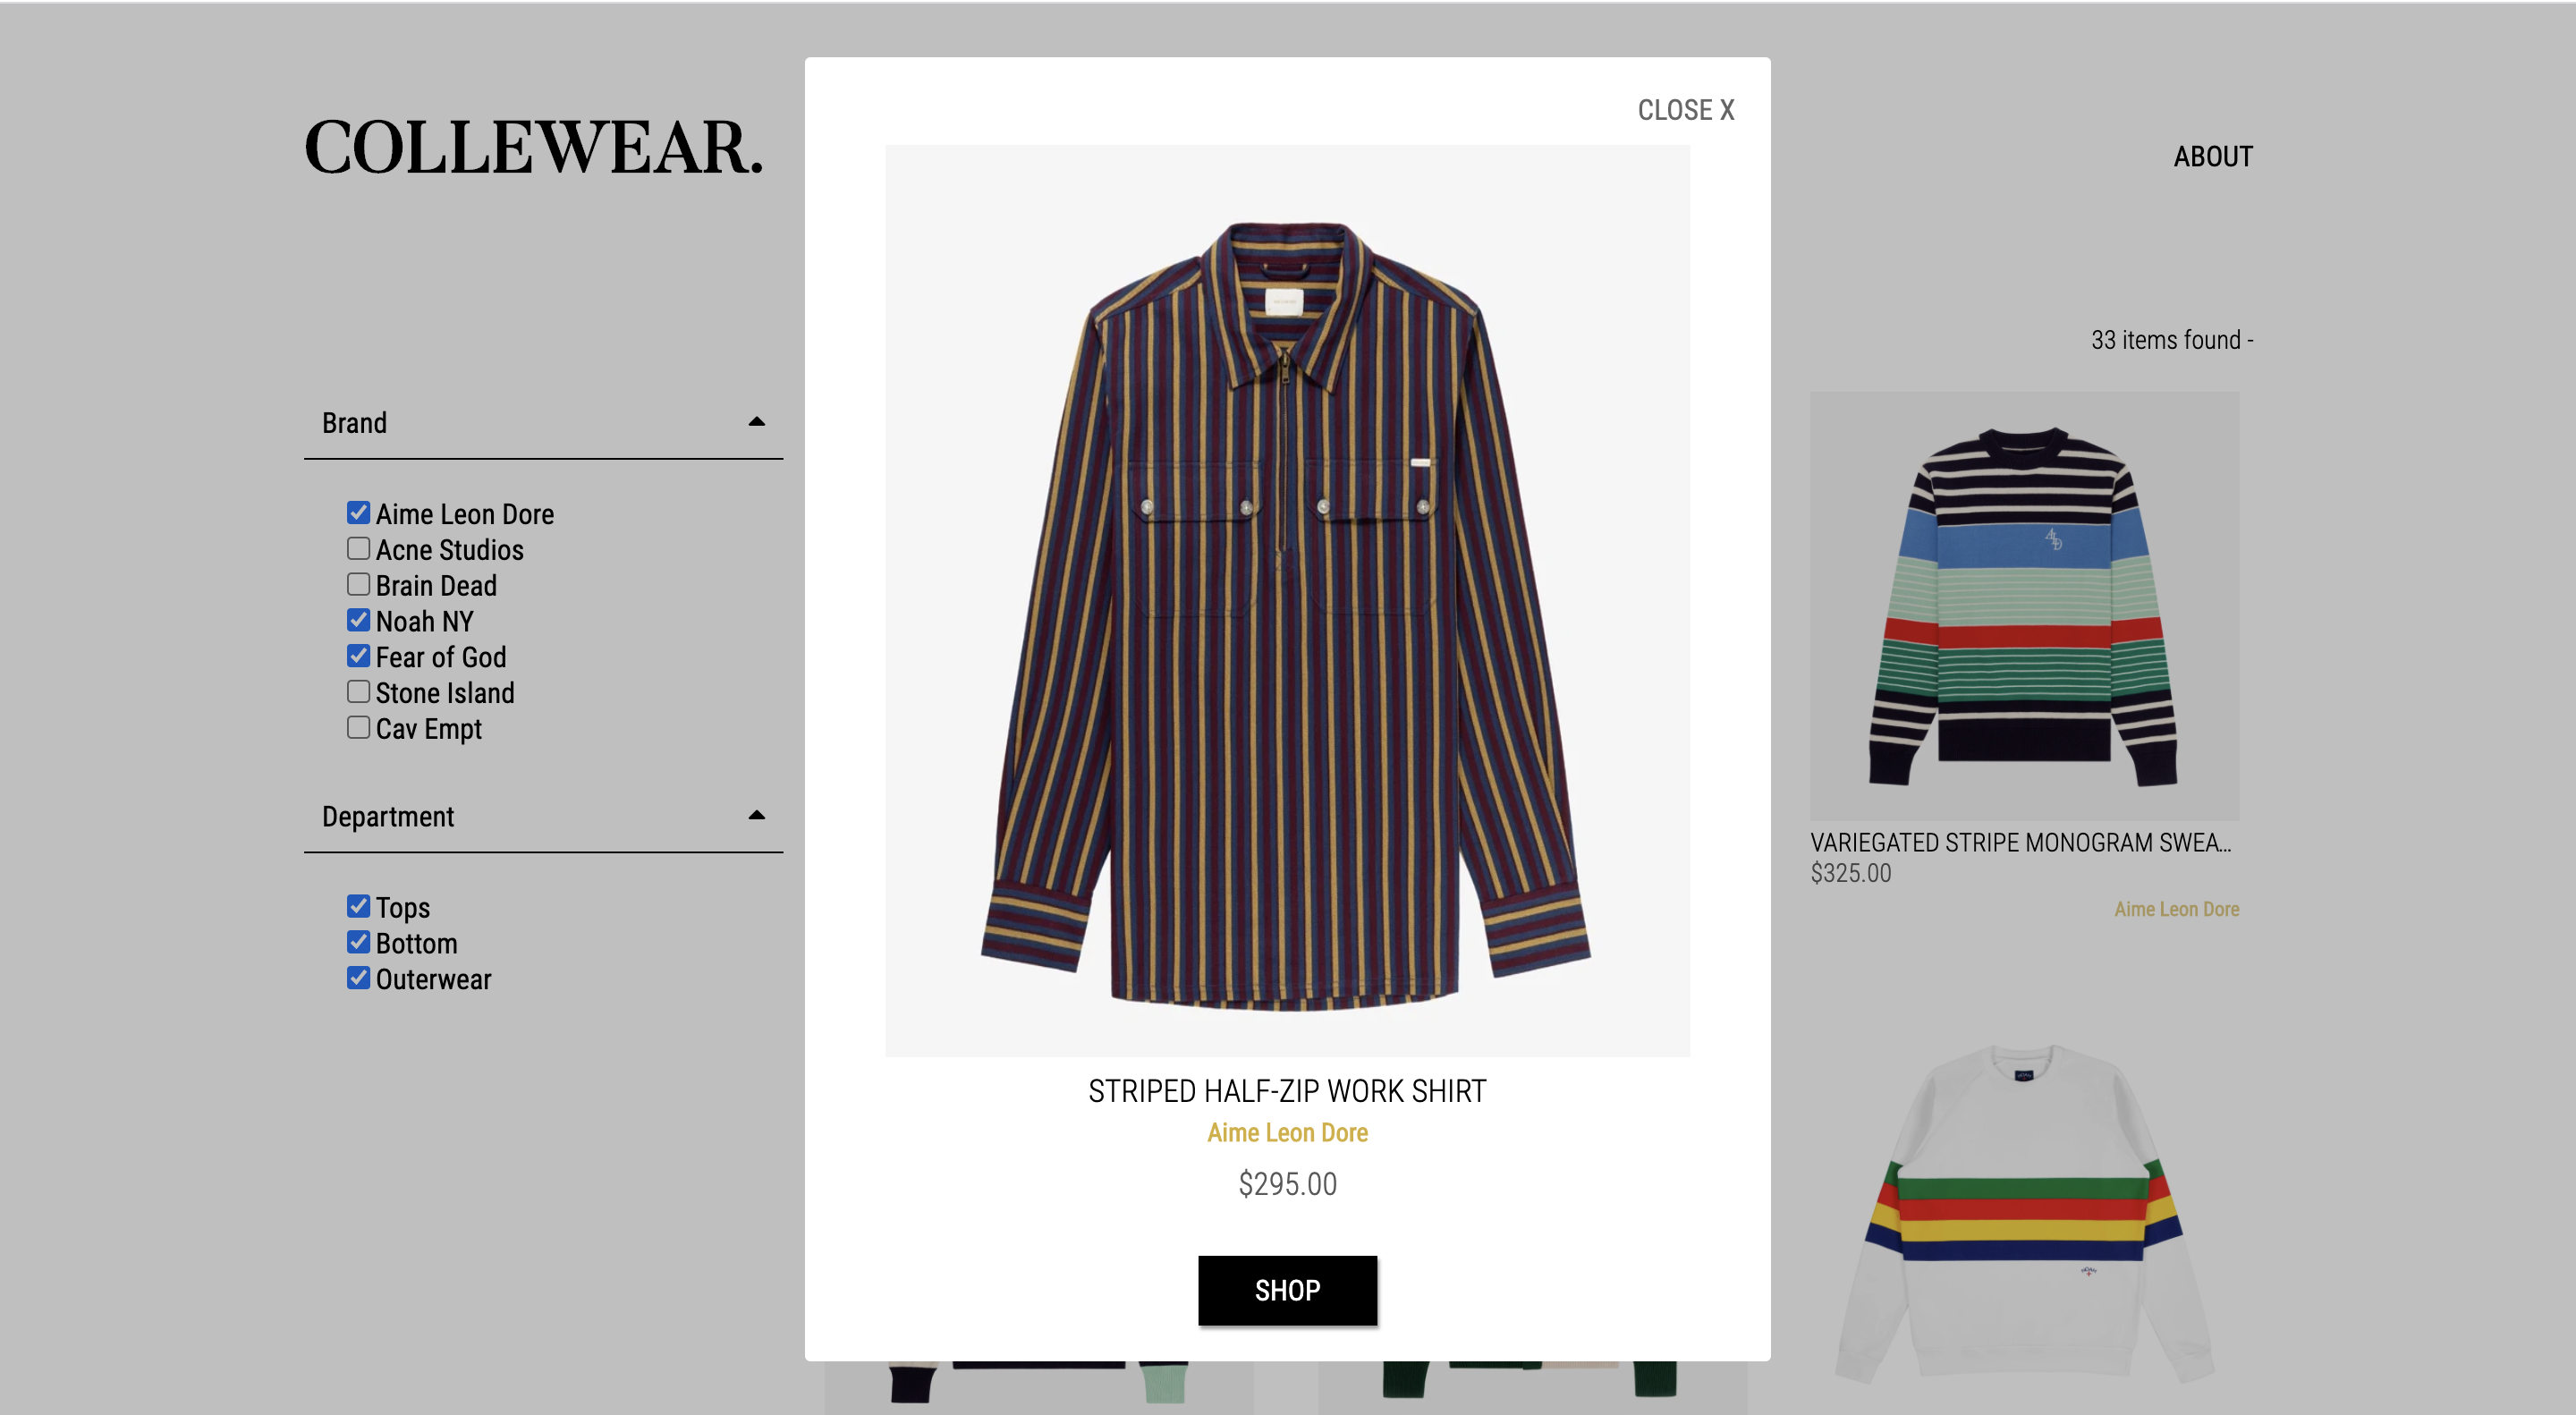 COLLEWEAR.
ABOUT
33 items found -
Brand
Aime Leon Dore
Acne Studios
Brain Dead
Noah NY
Fear of God
Stone Island
Cav Empt
Department
Tops
Bottom
Outerwear
CLOSE X
STRIPED HALF-ZIP WORK SHIRT
Aime Leon Dore
$295.00
SHOP
VARIEGATED STRIPE MONOGRAM SWEA...
$325.00
Aime Leon Dore